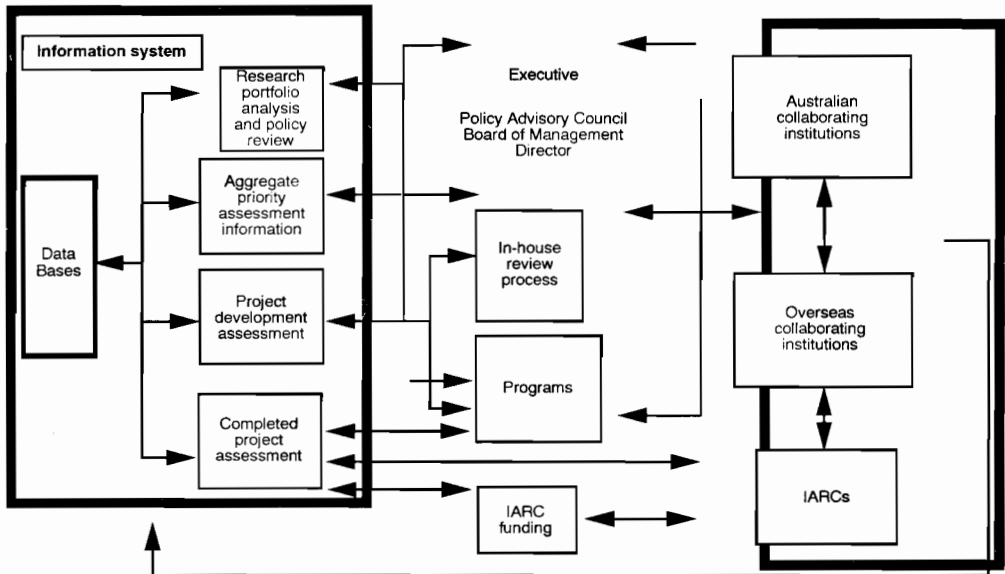 Information system
Research
portfolio
analysis
and policy
review
Aggregate
priority
assessment
information
Data
Bases
Project
development
assessment
Completed
project
assessment
Executive
Policy Advisory Council
Board of Management
Director
In-house
review
process
Programs
IARC
funding
Australian
collaborating
institutions
Overseas
collaborating
institutions
IARCs